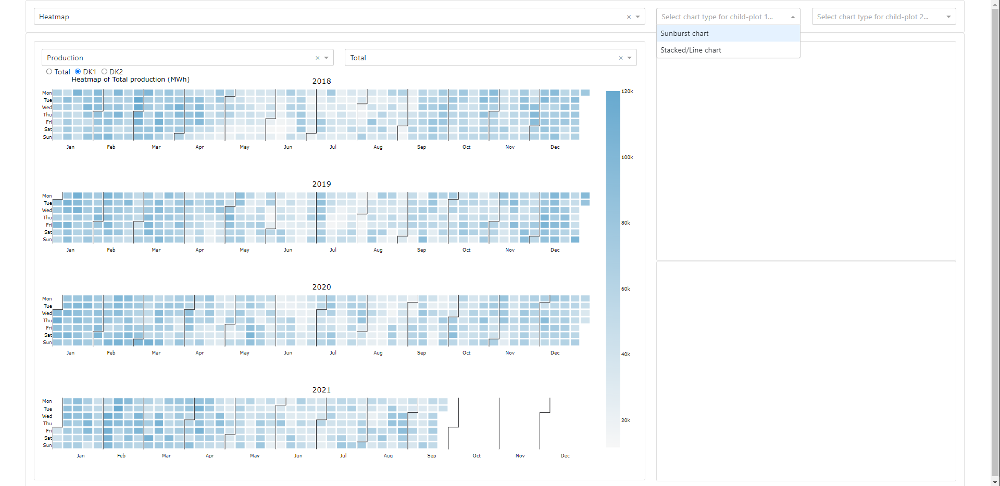 Heatmap × Select chart type for child-plot 1... Select chart type for child-plot 2...
Sunburst chart
Stacked/Line chart
Production × Total ×
Total DK1 DK2
Heatmap of Total production (MWh)
2018
Mon
Tue
Wed
Thu
Fri
Sat
Sun
Jan Feb Mar Apr May Jun Jul Aug Sep Oct Nov Dec
2019
Mon
Tue
Wed
Thu
Fri
Sat
Sun
Jan Feb Mar Apr May Jun Jul Aug Sep Oct Nov Dec
2020
Mon
Tue
Wed
Thu
Fri
Sat
Sun
Jan Feb Mar Apr May Jun Jul Aug Sep Oct Nov Dec
2021
Mon
Tue
Wed
Thu
Fri
Sat
Sun
Jan Feb Mar Apr May Jun Jul Aug Sep Oct Nov Dec
120k
100k
80k
60k
40k
20k